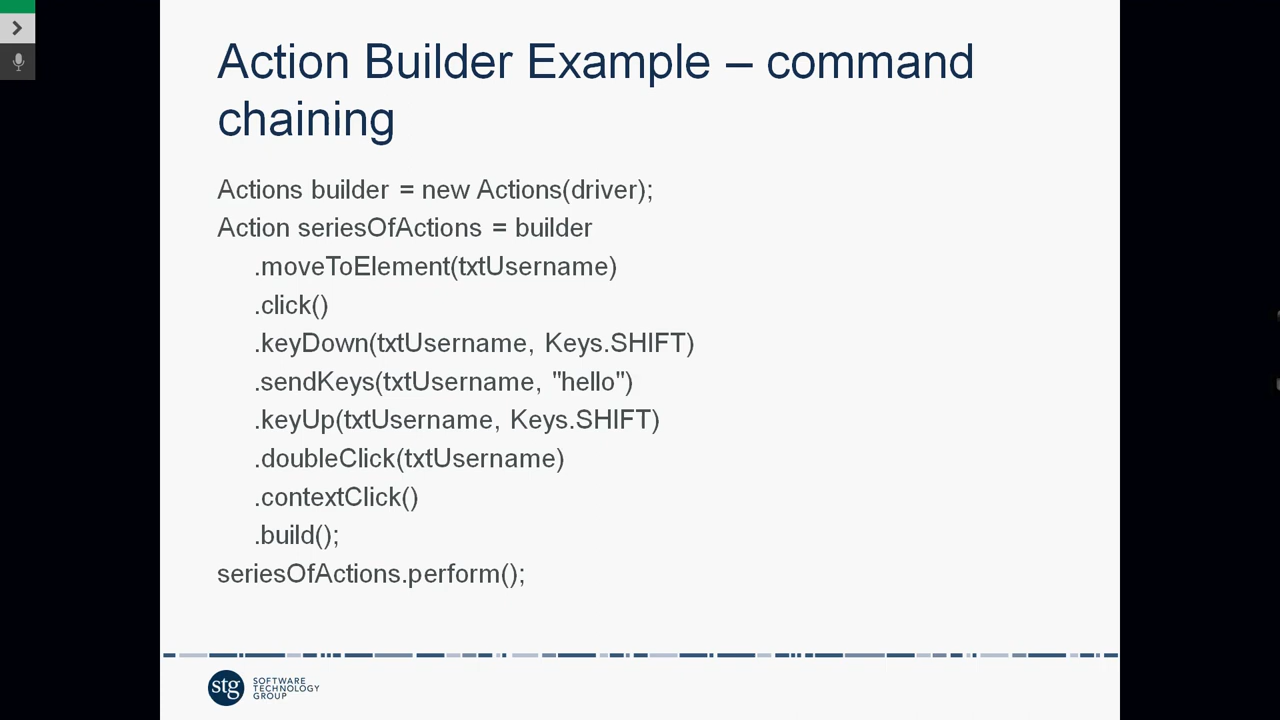 Action Builder Example – command
chaining
Actions builder = new Actions(driver);
Action seriesOfActions = builder
.moveToElement(txtUsername)
.click()
.keyDown(txtUsername, Keys.SHIFT)
.sendKeys(txtUsername, "hello")
.keyUp(txtUsername, Keys.SHIFT)
.doubleClick(txtUsername)
.contextClick()
.build();
seriesOfActions.perform();
stg
SOFTWARE
TECHNOLOGY
GROUP